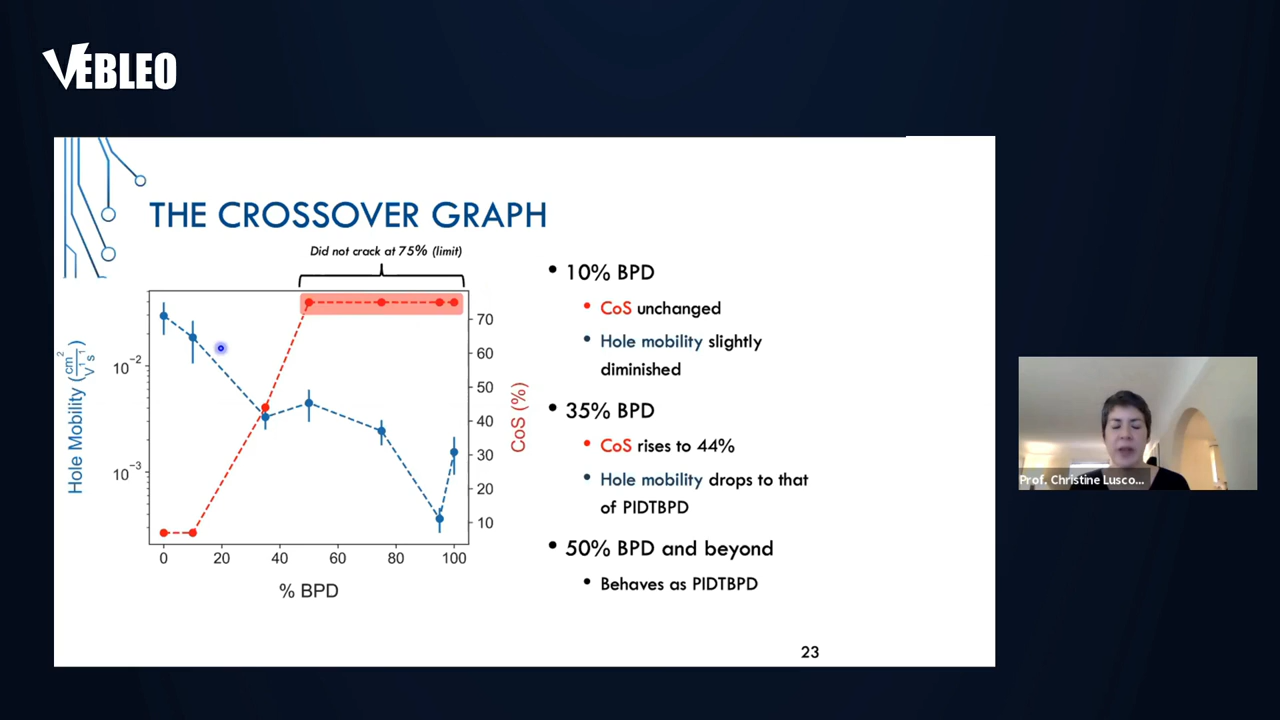 VEBLEO
THE CROSSOVER GRAPH
Did not crack at 75% (limit)
Hole Mobility (cm² / V¹s¹)
10⁻²
10⁻³
70
60
50
40
30
20
10
CoS (%)
0 20 40 60 80 100
% BPD
• 10% BPD
• CoS unchanged
• Hole mobility slightly
diminished
• 35% BPD
• CoS rises to 44%
• Hole mobility drops to that
of PIDTBPD
• 50% BPD and beyond
• Behaves as PIDTBPD
23
Prof. Christine Lusco...